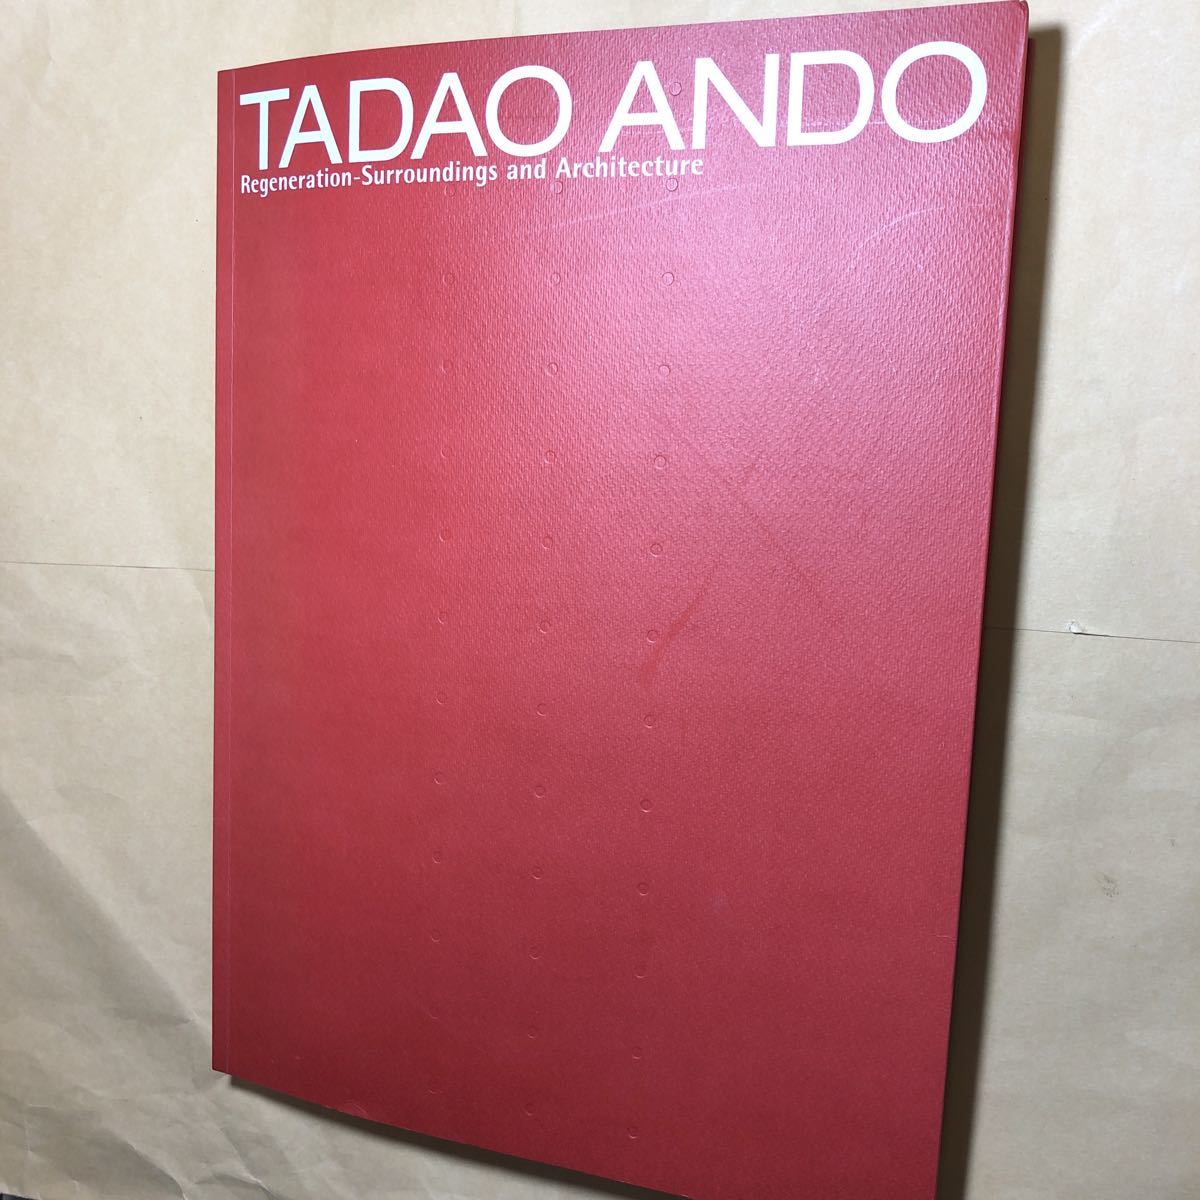 TADAO ANDO
Regeneration-Surroundings and Architecture